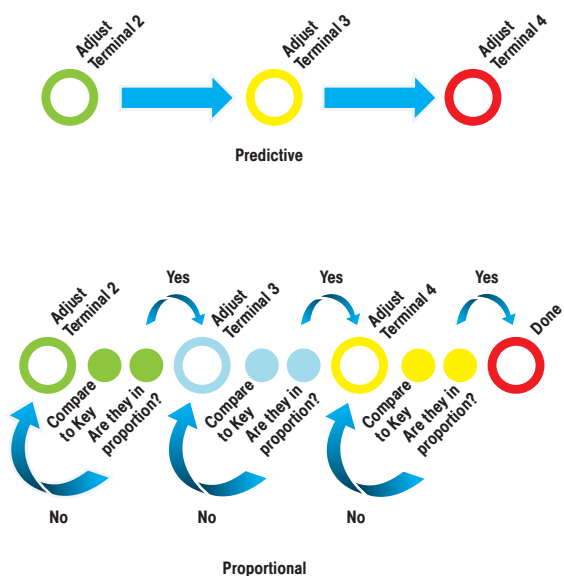 Adjust
Terminal 2
Adjust
Terminal 3
Adjust
Terminal 4
Predictive
Yes
Yes
Yes
Adjust
Terminal 2
Adjust
Terminal 3
Adjust
Terminal 4
Done
Compare
to Key
Are they in
proportion?
Compare
to Key
Are they in
proportion?
Compare
to Key
Are they in
proportion?
No
No
No
Proportional